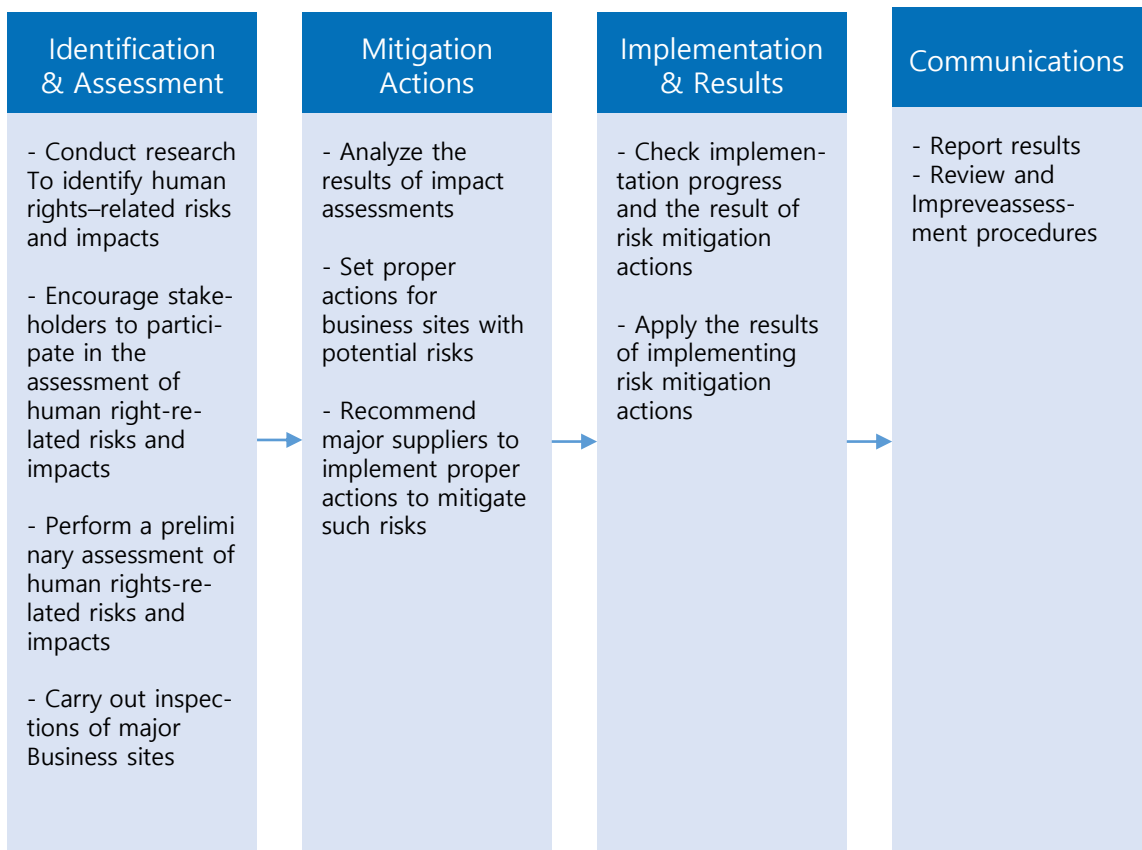 Identification
& Assessment
- Conduct research
To identify human
rights–related risks
and impacts
- Encourage stake-
holders to partici-
pate in the
assessment of
human right-re-
lated risks and
impacts
- Perform a prelimi
nary assessment of
human rights-re-
lated risks and
impacts
- Carry out inspec-
tions of major
Business sites
Mitigation
Actions
- Analyze the
results of impact
assessments
- Set proper
actions for
business sites with
potential risks
- Recommend
major suppliers to
implement proper
actions to mitigate
such risks
Implementation
& Results
- Check implemen-
tation progress
and the result of
risk mitigation
actions
- Apply the results
of implementing
risk mitigation
actions
Communications
- Report results
- Review and
Impreveassess-
ment procedures